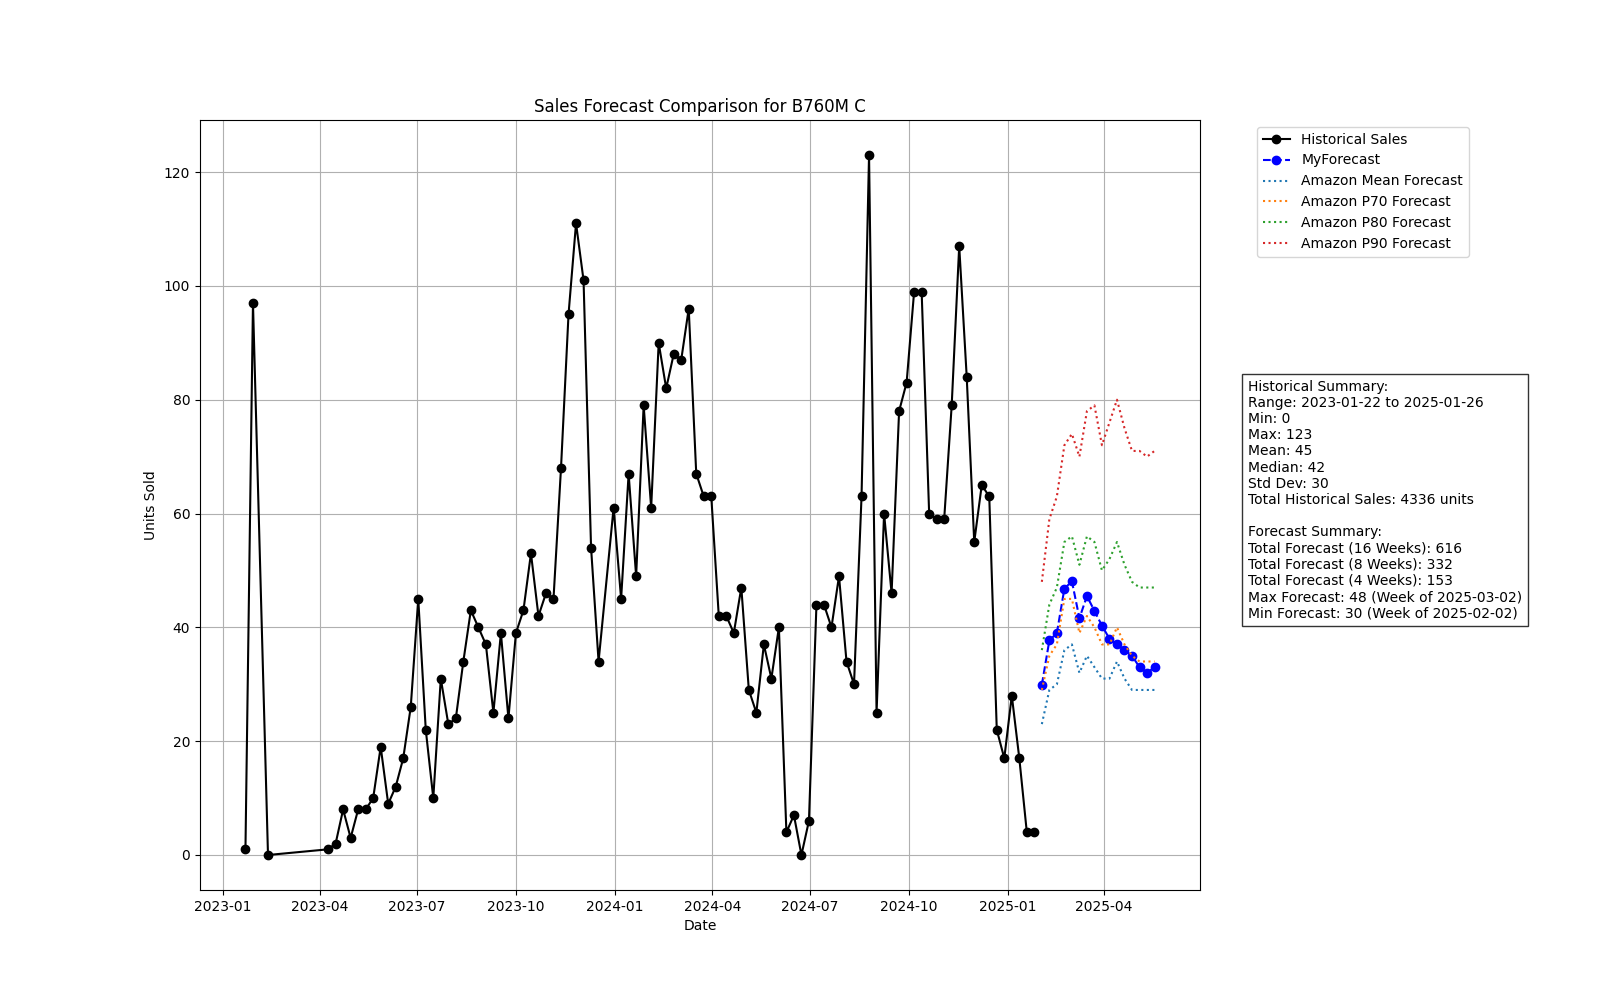 Sales Forecast Comparison for B760M C
Historical Sales
MyForecast
Amazon Mean Forecast
Amazon P70 Forecast
Amazon P80 Forecast
Amazon P90 Forecast
120
100
80
60
40
20
0
Units Sold
2023-01
2023-04
2023-07
2023-10
2024-01
2024-04
2024-07
2024-10
2025-01
2025-04
Date
Historical Summary:
Range: 2023-01-22 to 2025-01-26
Min: 0
Max: 123
Mean: 45
Median: 42
Std Dev: 30
Total Historical Sales: 4336 units
Forecast Summary:
Total Forecast (16 Weeks): 616
Total Forecast (8 Weeks): 332
Total Forecast (4 Weeks): 153
Max Forecast: 48 (Week of 2025-03-02)
Min Forecast: 30 (Week of 2025-02-02)